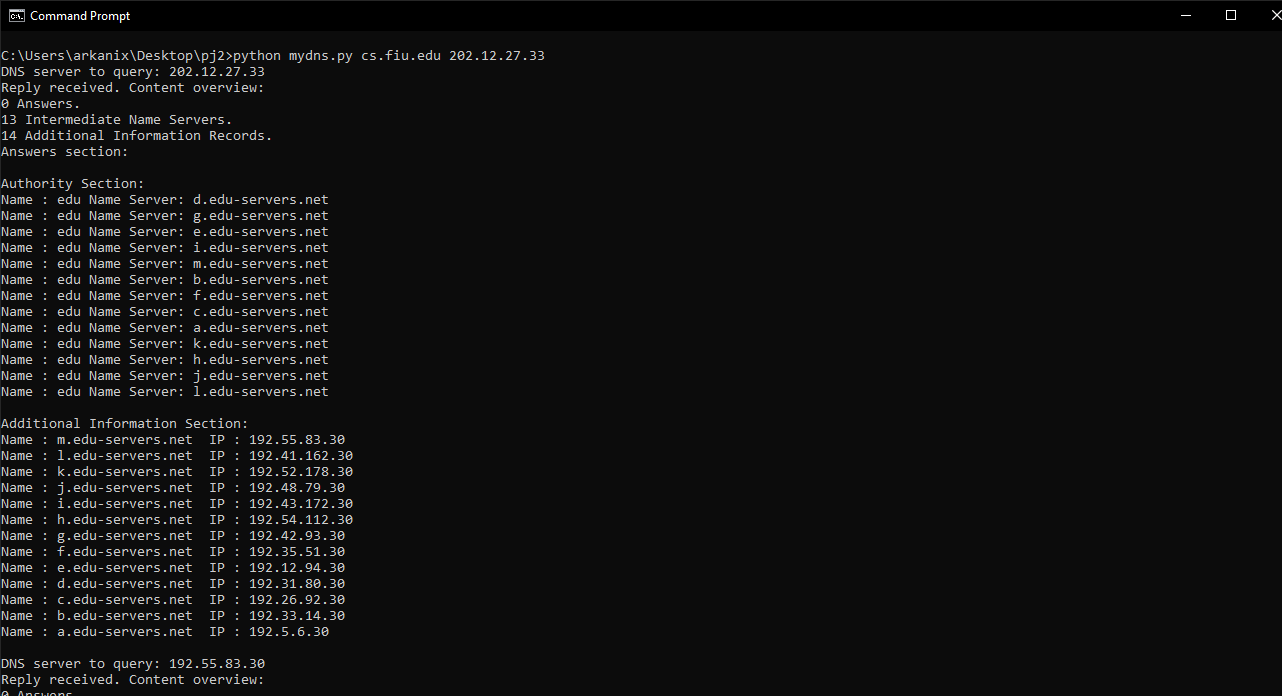 Command Prompt
C:\Users\arkanix\Desktop\pj2>python mydns.py cs.fiu.edu 202.12.27.33
DNS server to query: 202.12.27.33
Reply received. Content overview:
0 Answers.
13 Intermediate Name Servers.
14 Additional Information Records.
Answers section:
Authority Section:
Name : edu Name Server: d.edu-servers.net
Name : edu Name Server: g.edu-servers.net
Name : edu Name Server: e.edu-servers.net
Name : edu Name Server: i.edu-servers.net
Name : edu Name Server: m.edu-servers.net
Name : edu Name Server: b.edu-servers.net
Name : edu Name Server: f.edu-servers.net
Name : edu Name Server: c.edu-servers.net
Name : edu Name Server: a.edu-servers.net
Name : edu Name Server: k.edu-servers.net
Name : edu Name Server: h.edu-servers.net
Name : edu Name Server: j.edu-servers.net
Name : edu Name Server: l.edu-servers.net
Additional Information Section:
Name : m.edu-servers.net  IP : 192.55.83.30
Name : l.edu-servers.net  IP : 192.41.162.30
Name : k.edu-servers.net  IP : 192.52.178.30
Name : j.edu-servers.net  IP : 192.48.79.30
Name : i.edu-servers.net  IP : 192.43.172.30
Name : h.edu-servers.net  IP : 192.54.112.30
Name : g.edu-servers.net  IP : 192.42.93.30
Name : f.edu-servers.net  IP : 192.35.51.30
Name : e.edu-servers.net  IP : 192.12.94.30
Name : d.edu-servers.net  IP : 192.31.80.30
Name : c.edu-servers.net  IP : 192.26.92.30
Name : b.edu-servers.net  IP : 192.33.14.30
Name : a.edu-servers.net  IP : 192.5.6.30
DNS server to query: 192.55.83.30
Reply received. Content overview:
0 Answers.